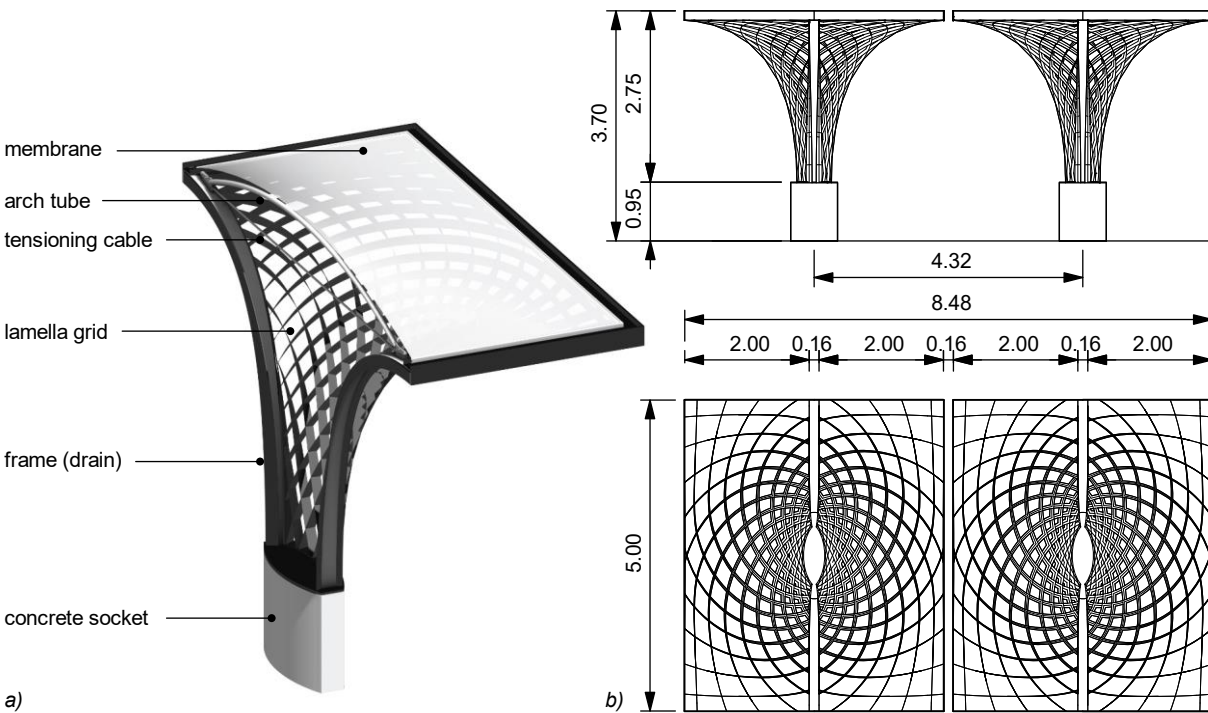 membrane
arch tube
tensioning cable
lamella grid
frame (drain)
concrete socket
a)
3.70
2.75
0.95
4.32
8.48
2.00 0.16 2.00 0.16 2.00 0.16 2.00
5.00
b)